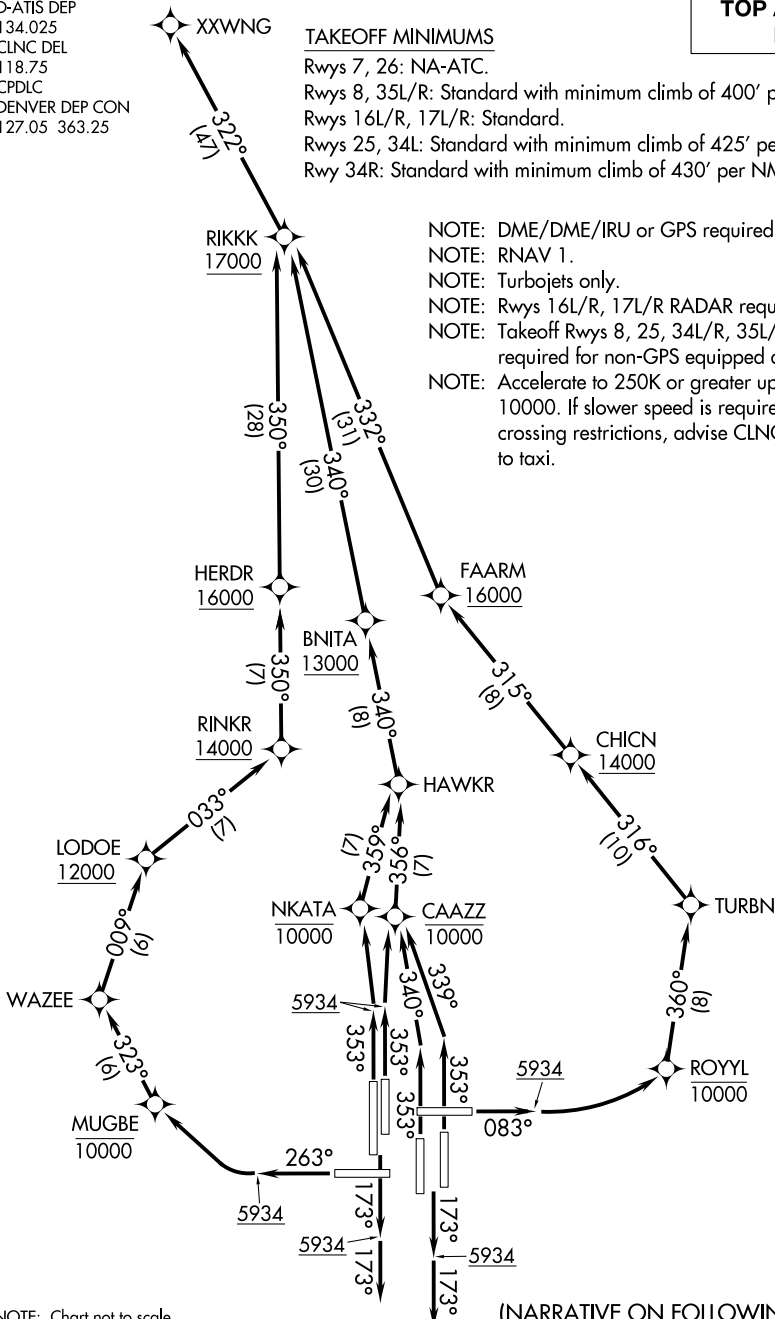 D-ATIS DEP
134.025
CLNC DEL
118.75
CPDLC
DENVER DEP CON
127.05 363.25
XXWNG
TOP
TAKEOFF MINIMUMS
Rwys 7, 26: NA-ATC.
Rwys 8, 35L/R: Standard with minimum climb of 400'
Rwys 16L/R, 17L/R: Standard.
Rwys 25, 34L: Standard with minimum climb of 425'
Rwy 34R: Standard with minimum climb of 430' per NM
322°
(47)
RIKKK
17000
NOTE: DME/DME/IRU or GPS required
NOTE: RNAV 1.
NOTE: Turbojets only.
NOTE: Rwys 16L/R, 17L/R RADAR
NOTE: Takeoff Rwys 8, 25, 34L/R, 35L/
required for non-GPS equipped
NOTE: Accelerate to 250K or greater
10000. If slower speed is
crossing restrictions, advise
to taxi.
350°
(28)
340°
(30)
332°
(31)
HERDR
16000
FAARM
16000
BNITA
13000
350°
(7)
340°
(8)
315°
(8)
RINKR
14000
CHICN
14000
HAWKR
033°
(7)
359°
(7)
356°
(7)
316°
(10)
LODOE
12000
NKATA
10000
CAAZZ
10000
TURBN
009°
(6)
WAZEE
340°
339°
360°
(8)
5934
353°
353°
353°
353°
323°
(6)
ROYYL
10000
5934
083°
MUGBE
10000
263°
5934
173°
5934
173°
173°
5934
173°
NOTE: Chart not to scale
(NARRATIVE ON